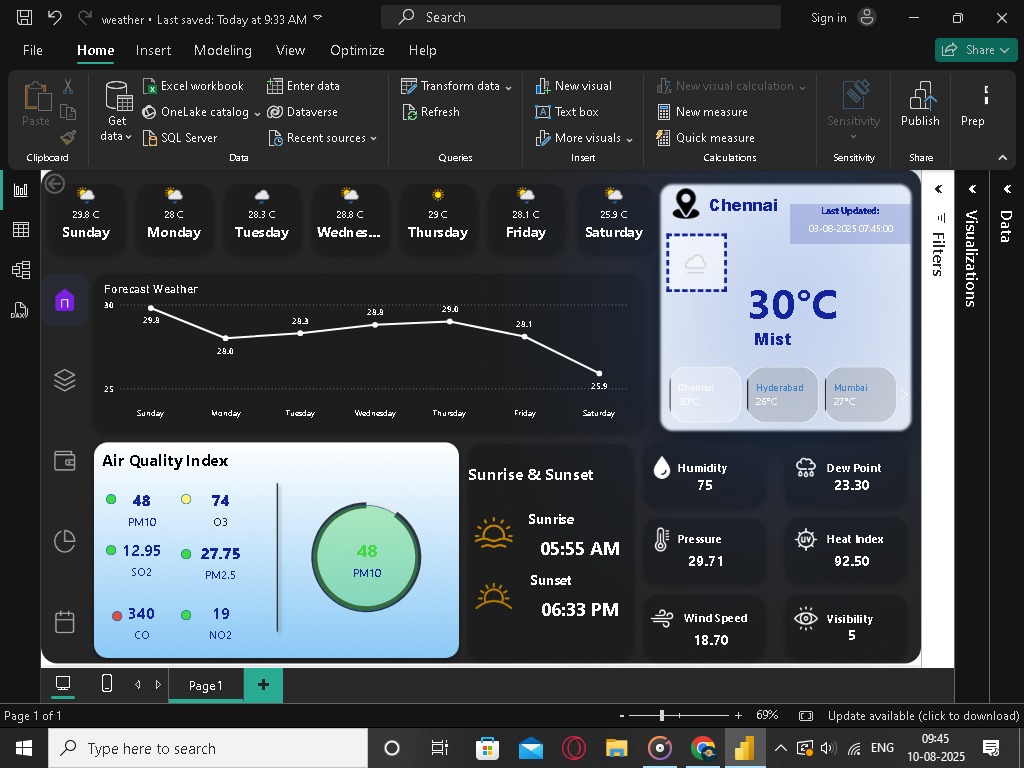 weather • Last saved: Today at 9:33 AM
Search
Sign in
File Home Insert Modeling View Optimize Help
Share
Paste
Clipboard
Get data
Excel workbook
OneLake catalog
SQL Server
Enter data
Dataverse
Recent sources
Data
Transform data
Refresh
Queries
New visual
Text box
More visuals
Insert
New visual calculation
New measure
Quick measure
Calculations
Sensitivity
Sensitivity
Publish
Share
Prep
DAX
29.8 C
Sunday
28 C
Monday
28.3 C
Tuesday
28.8 C
Wednes...
29 C
Thursday
28.1 C
Friday
25.9 C
Saturday
Chennai
Last Updated:
03-08-2025 07:45:00
30°C
Mist
Chennai
30°C
Hyderabad
26°C
Mumbai
27°C
Filters
Visualizations
Data
Forecast Weather
30
29.8
28.0
28.3
28.8
29.0
28.1
25.9
25
Sunday Monday Tuesday Wednesday Thursday Friday Saturday
Air Quality Index
48
PM10
74
O3
12.95
SO2
27.75
PM2.5
340
CO
19
NO2
48
PM10
Sunrise & Sunset
Sunrise
05:55 AM
Sunset
06:33 PM
Humidity
75
Dew Point
23.30
Pressure
29.71
UV
Heat Index
92.50
Wind Speed
18.70
Visibility
5
Page1
+
Page 1 of 1
- + 69%
Update available (click to download)
Type here to search
ENG
09:45
10-08-2025